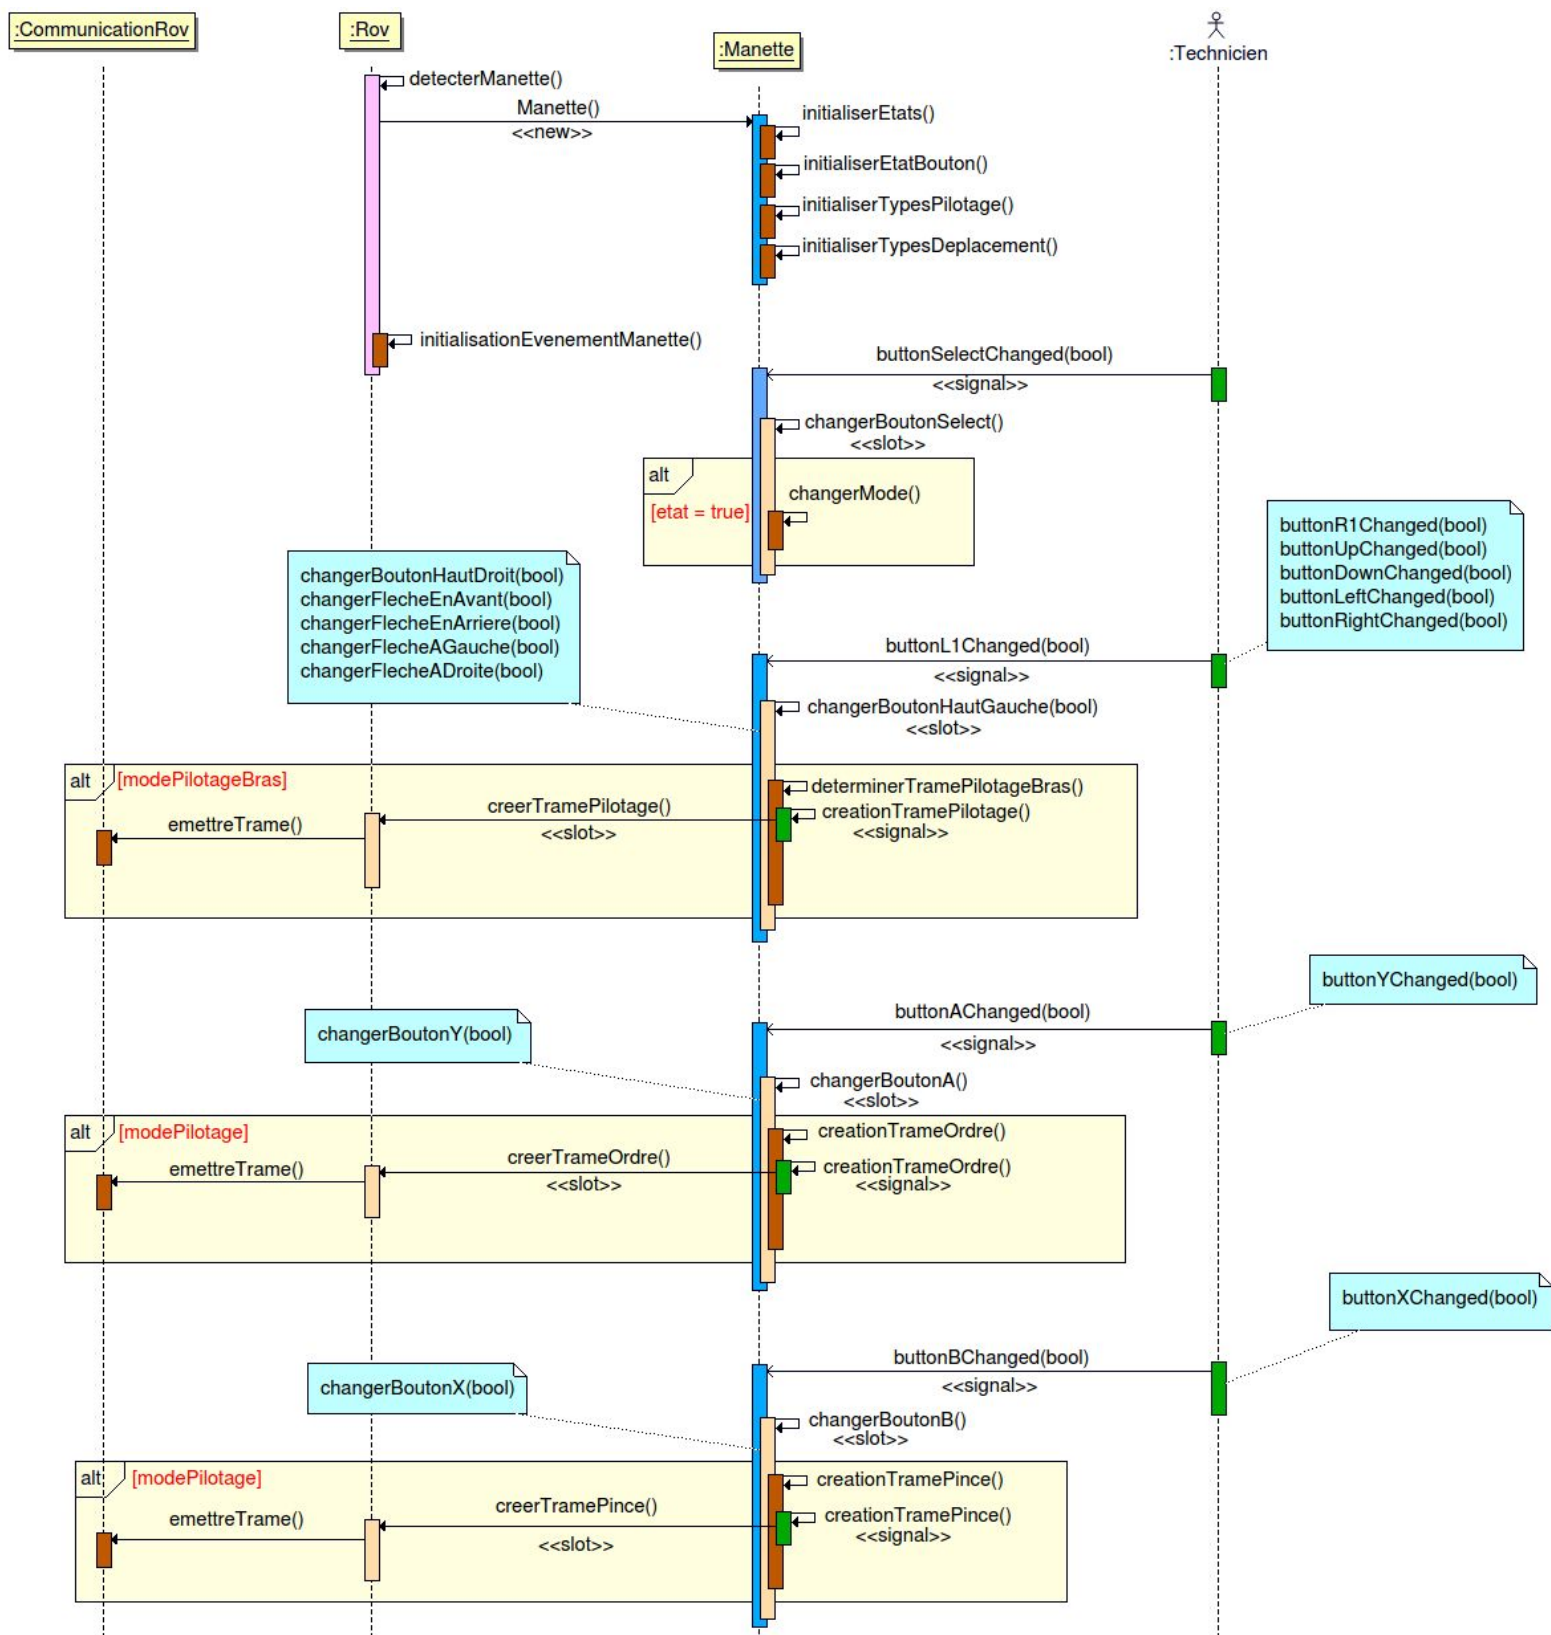 :CommunicationRov
:Rov
:Manette
:Technicien
detecterManette()
Manette()
<<new>>
initialiserEtats()
initialiserEtatBouton()
initialiserTypesPilotage()
initialiserTypesDeplacement()
initialisationEvenementManette()
buttonSelectChanged(bool)
<<signal>>
changerBoutonSelect()
<<slot>>
alt
[etat = true]
changerMode()
buttonR1Changed(bool)
buttonUpChanged(bool)
buttonDownChanged(bool)
buttonLeftChanged(bool)
buttonRightChanged(bool)
changerBoutonHautDroit(bool)
changerFlecheEnAvant(bool)
changerFlecheEnArriere(bool)
changerFlecheAGauche(bool)
changerFlecheADroite(bool)
buttonL1Changed(bool)
<<signal>>
changerBoutonHautGauche(bool)
<<slot>>
alt
[modePilotageBras]
determinerTramePilotageBras()
creationTramePilotage()
<<signal>>
creerTramePilotage()
<<slot>>
emettreTrame()
buttonYChanged(bool)
buttonAChanged(bool)
<<signal>>
changerBoutonY(bool)
changerBoutonA()
<<slot>>
alt
[modePilotage]
creationTrameOrdre()
creationTrameOrdre()
<<signal>>
creerTrameOrdre()
<<slot>>
emettreTrame()
buttonXChanged(bool)
buttonBChanged(bool)
<<signal>>
changerBoutonX(bool)
changerBoutonB()
<<slot>>
alt
[modePilotage]
creationTramePince()
creationTramePince()
<<signal>>
creerTramePince()
<<slot>>
emettreTrame()